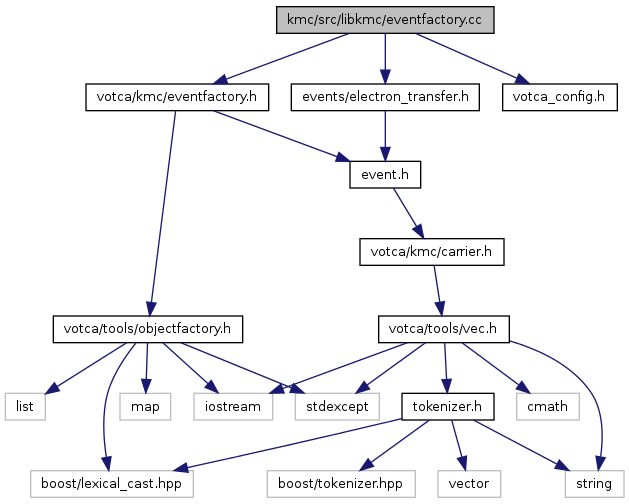 kmc/src/libkmc/eventfactory.cc
votca/kmc/eventfactory.h
events/electron_transfer.h
votca_config.h
event.h
votca/kmc/carrier.h
votca/tools/objectfactory.h
votca/tools/vec.h
list
map
iostream
stdexcept
tokenizer.h
cmath
boost/lexical_cast.hpp
boost/tokenizer.hpp
vector
string